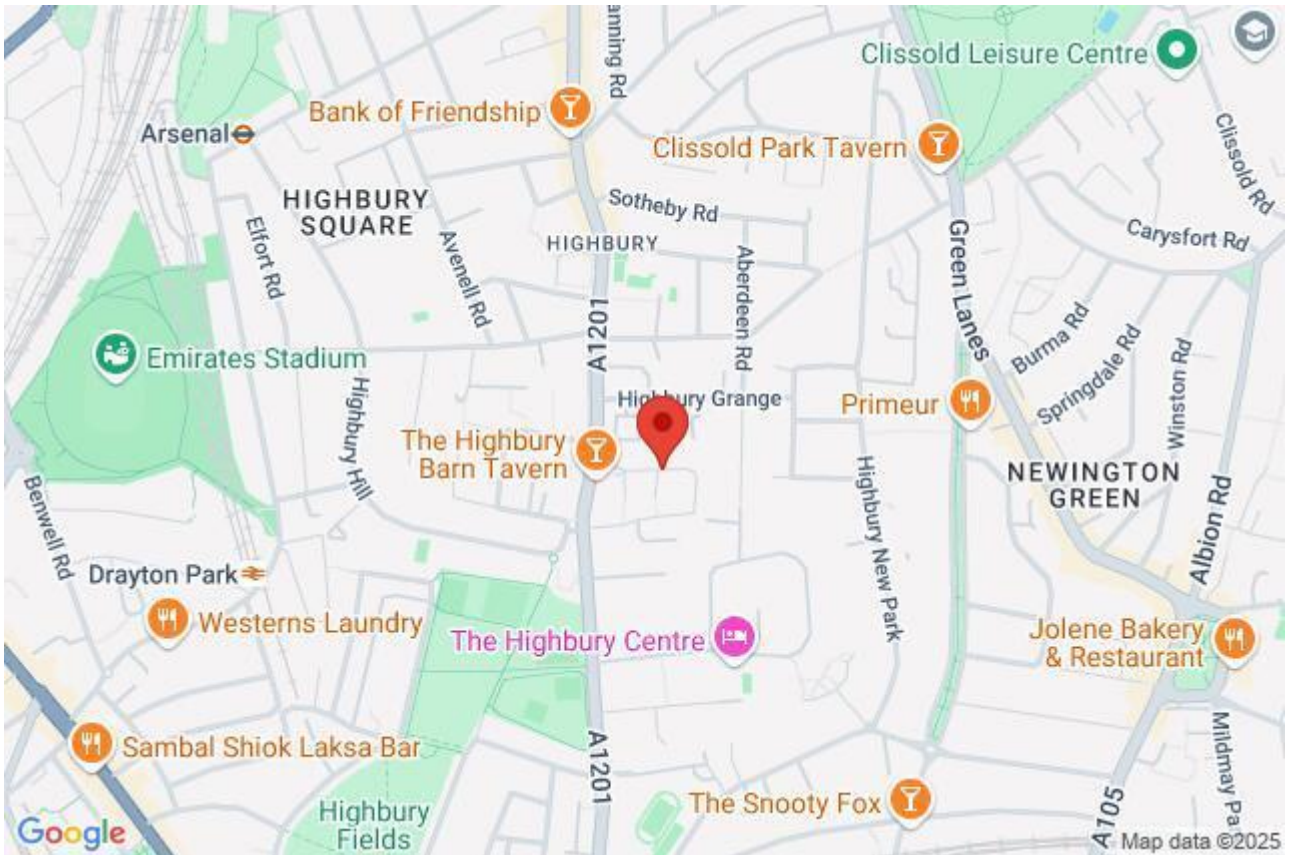 anning Rd
Clissold Leisure Centre
Bank of Friendship
Arsenal
Clissold Park Tavern
Clissold Rd
HIGHBURY
SQUARE
Sotheby Rd
Elfort Rd
Avenell Rd
HIGHBURY
Aberdeen Rd
Green Lanes
Carysfort Rd
A1201
Burma Rd
Emirates Stadium
Springdale Rd
Winston Rd
Highbury Grange
Primeur
Highbury Hill
The Highbury
Barn Tavern
Highbury New Park
NEWINGTON
GREEN
Benwell Rd
Albion Rd
Drayton Park
Westerns Laundry
The Highbury Centre
Jolene Bakery
& Restaurant
Sambal Shiok Laksa Bar
A1201
Mildmay Par
Highbury
Fields
The Snooty Fox
A105
Google
Map data ©2025